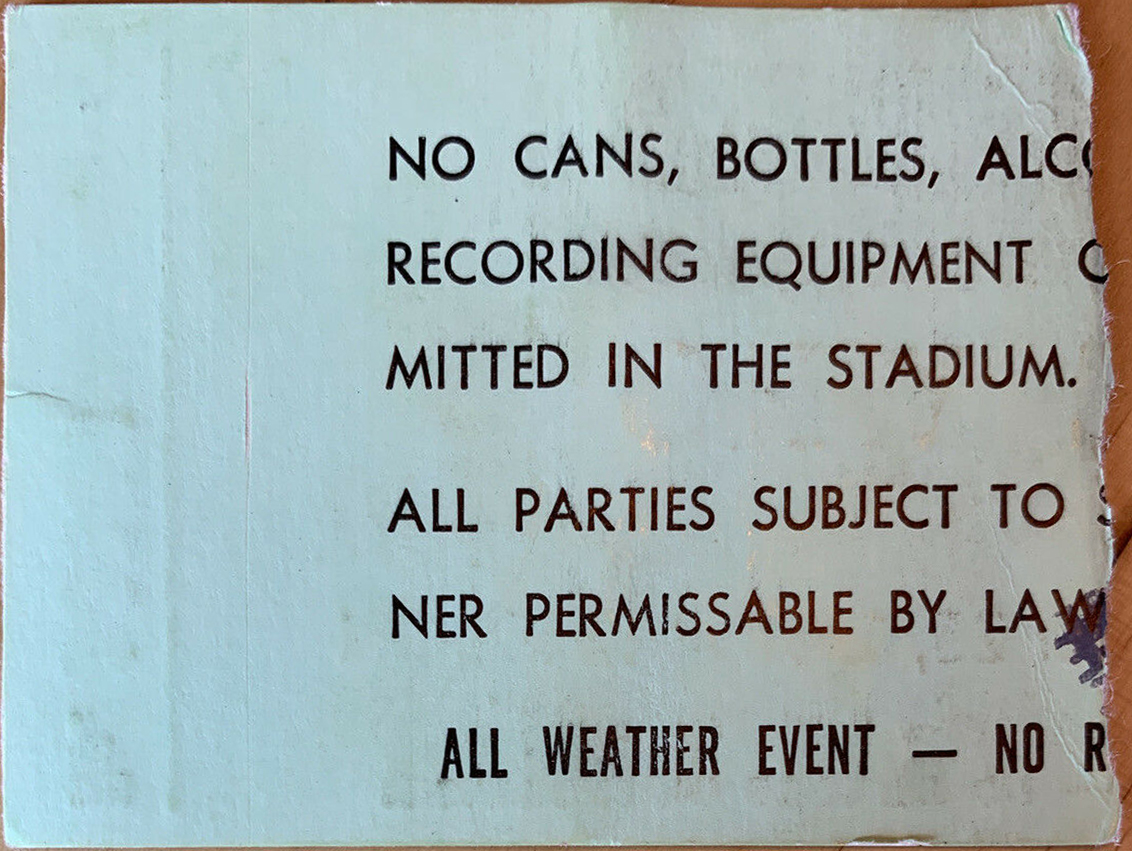 NO CANS, BOTTLES, ALCO
RECORDING EQUIPMENT
MITTED IN THE STADIUM.
ALL PARTIES SUBJECT TO
NER PERMISSABLE BY LAW
ALL WEATHER EVENT — NO R